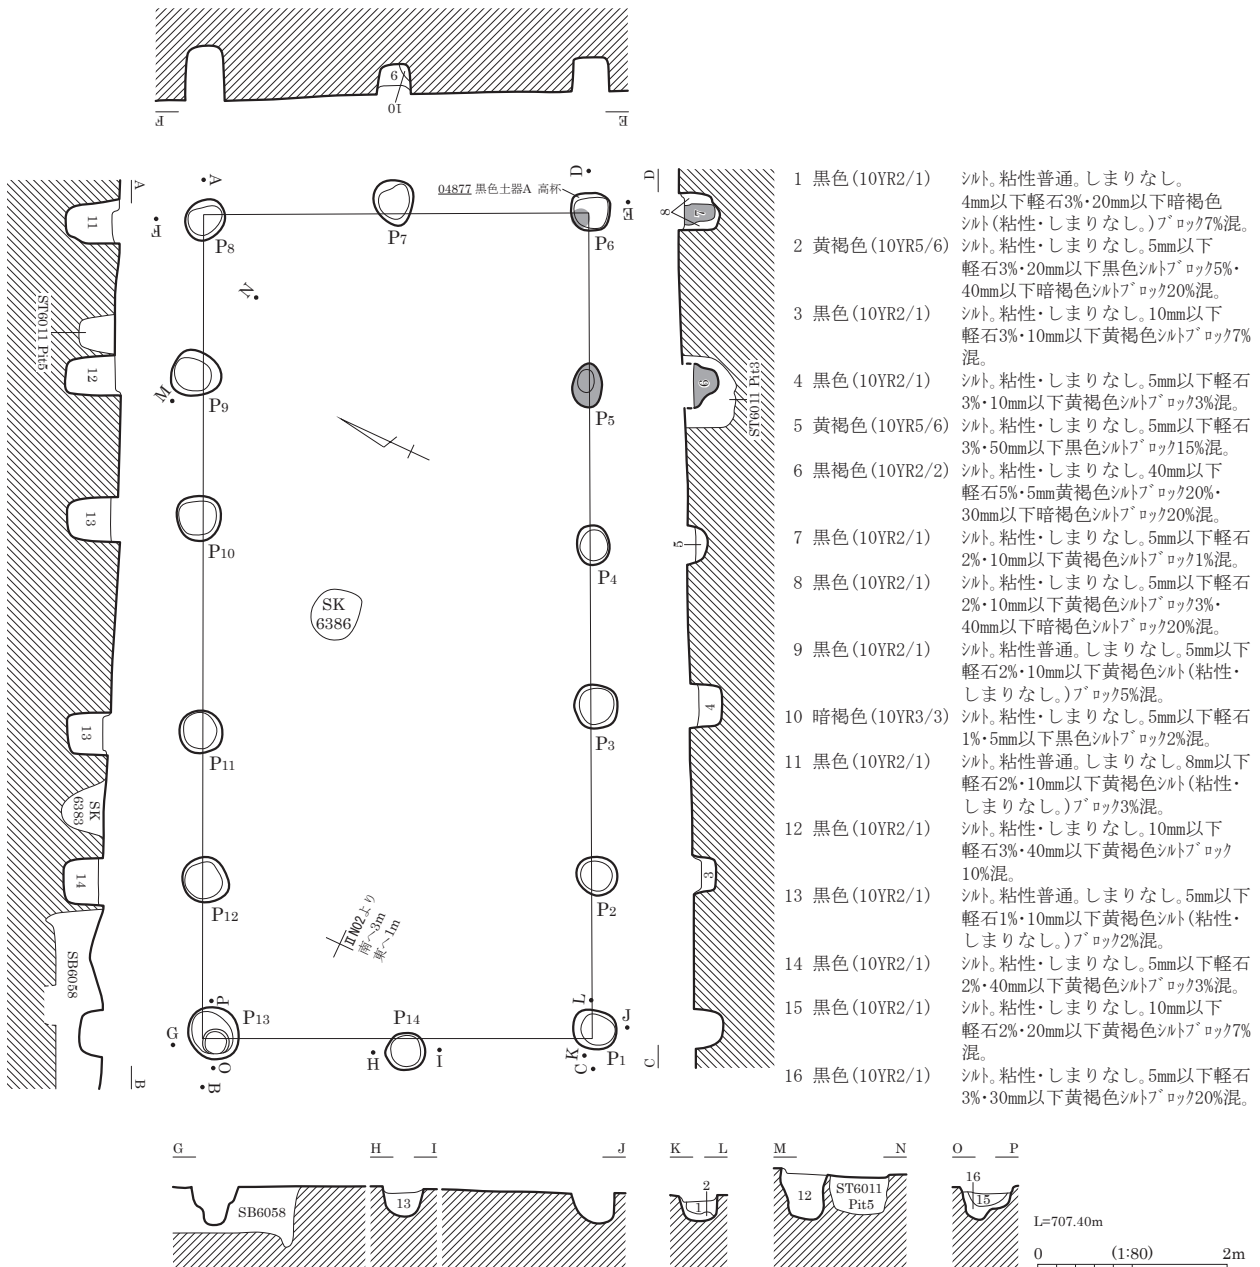 9
10
F
E
A
D
04877 黒色土器A 高杯
E
F
P8
P7
P6
11
8
7
N
ST6011 Pit5
12
M
P9
P5
6
ST6011 Pit3
13
P10
P4
5
SK
6386
13
P11
P3
4
SK
6383
14
P12
P2
3
ⅡN02より
南へ3m
東へ1m
SB6058
P
L
G
P13
P14
J
H
I
K
P1
O
C
B
B
C
1 黒色(10YR2/1) シルト。粘性普通。しまりなし。
4mm以下軽石3%・20mm以下暗褐色
シルト(粘性・しまりなし。)ブロック7%混。
2 黄褐色(10YR5/6) シルト。粘性・しまりなし。5mm以下
軽石3%・20mm以下黒色シルトブロック5%・
40mm以下暗褐色シルトブロック20%混。
3 黒色(10YR2/1) シルト。粘性・しまりなし。10mm以下
軽石3%・10mm以下黄褐色シルトブロック7%
混。
4 黒色(10YR2/1) シルト。粘性・しまりなし。5mm以下軽石
3%・10mm以下黄褐色シルトブロック3%混。
5 黄褐色(10YR5/6) シルト。粘性・しまりなし。5mm以下軽石
3%・50mm以下黒色シルトブロック15%混。
6 黒褐色(10YR2/2) シルト。粘性・しまりなし。40mm以下
軽石5%・5mm黄褐色シルトブロック20%・
30mm以下暗褐色シルトブロック20%混。
7 黒色(10YR2/1) シルト。粘性・しまりなし。5mm以下軽石
2%・10mm以下黄褐色シルトブロック1%混。
8 黒色(10YR2/1) シルト。粘性・しまりなし。5mm以下軽石
2%・10mm以下黄褐色シルトブロック3%・
40mm以下暗褐色シルトブロック20%混。
9 黒色(10YR2/1) シルト。粘性普通。しまりなし。5mm以下
軽石2%・10mm以下黄褐色シルト(粘性・
しまりなし。)ブロック5%混。
10 暗褐色(10YR3/3) シルト。粘性・しまりなし。5mm以下軽石
1%・5mm以下黒色シルトブロック2%混。
11 黒色(10YR2/1) シルト。粘性普通。しまりなし。8mm以下
軽石2%・10mm以下黄褐色シルト(粘性・
しまりなし。)ブロック3%混。
12 黒色(10YR2/1) シルト。粘性・しまりなし。10mm以下
軽石3%・40mm以下黄褐色シルトブロック
10%混。
13 黒色(10YR2/1) シルト。粘性普通。しまりなし。5mm以下
軽石1%・10mm以下黄褐色シルト(粘性・
しまりなし。)ブロック2%混。
14 黒色(10YR2/1) シルト。粘性・しまりなし。5mm以下軽石
2%・40mm以下黄褐色シルトブロック3%混。
15 黒色(10YR2/1) シルト。粘性・しまりなし。10mm以下
軽石2%・20mm以下黄褐色シルトブロック7%
混。
16 黒色(10YR2/1) シルト。粘性・しまりなし。5mm以下軽石
3%・30mm以下黄褐色シルトブロック20%混。
G H I J K L M N O P
SB6058
13
2
1
12
ST6011
Pit5
16
15
L=707.40m
0 (1:80) 2m
D
A